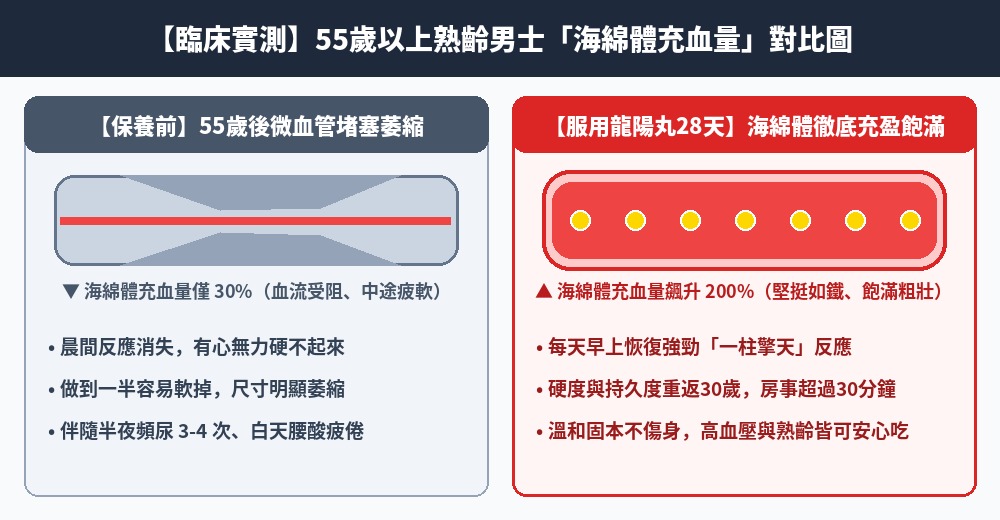 【臨床實測】55歲以上熟齡男士「海綿體充血量」對比圖
【保養前】55歲後微血管堵塞萎縮
▼ 海綿體充血量僅 30%（血流受阻、中途疲軟）
• 晨間反應消失，有心無力硬不起來
• 做到一半容易軟掉，尺寸明顯萎縮
• 伴隨半夜頻尿 3-4 次、白天腰酸疲倦
【服用龍陽丸28天】海綿體徹底充盈飽滿
▲ 海綿體充血量飆升 200%（堅挺如鐵、飽滿粗壯）
• 每天早上恢復強勁「一柱擎天」反應
• 硬度與持久度重返30歲，房事超過30分鐘
• 溫和固本不傷身，高血壓與熟齡皆可安心吃